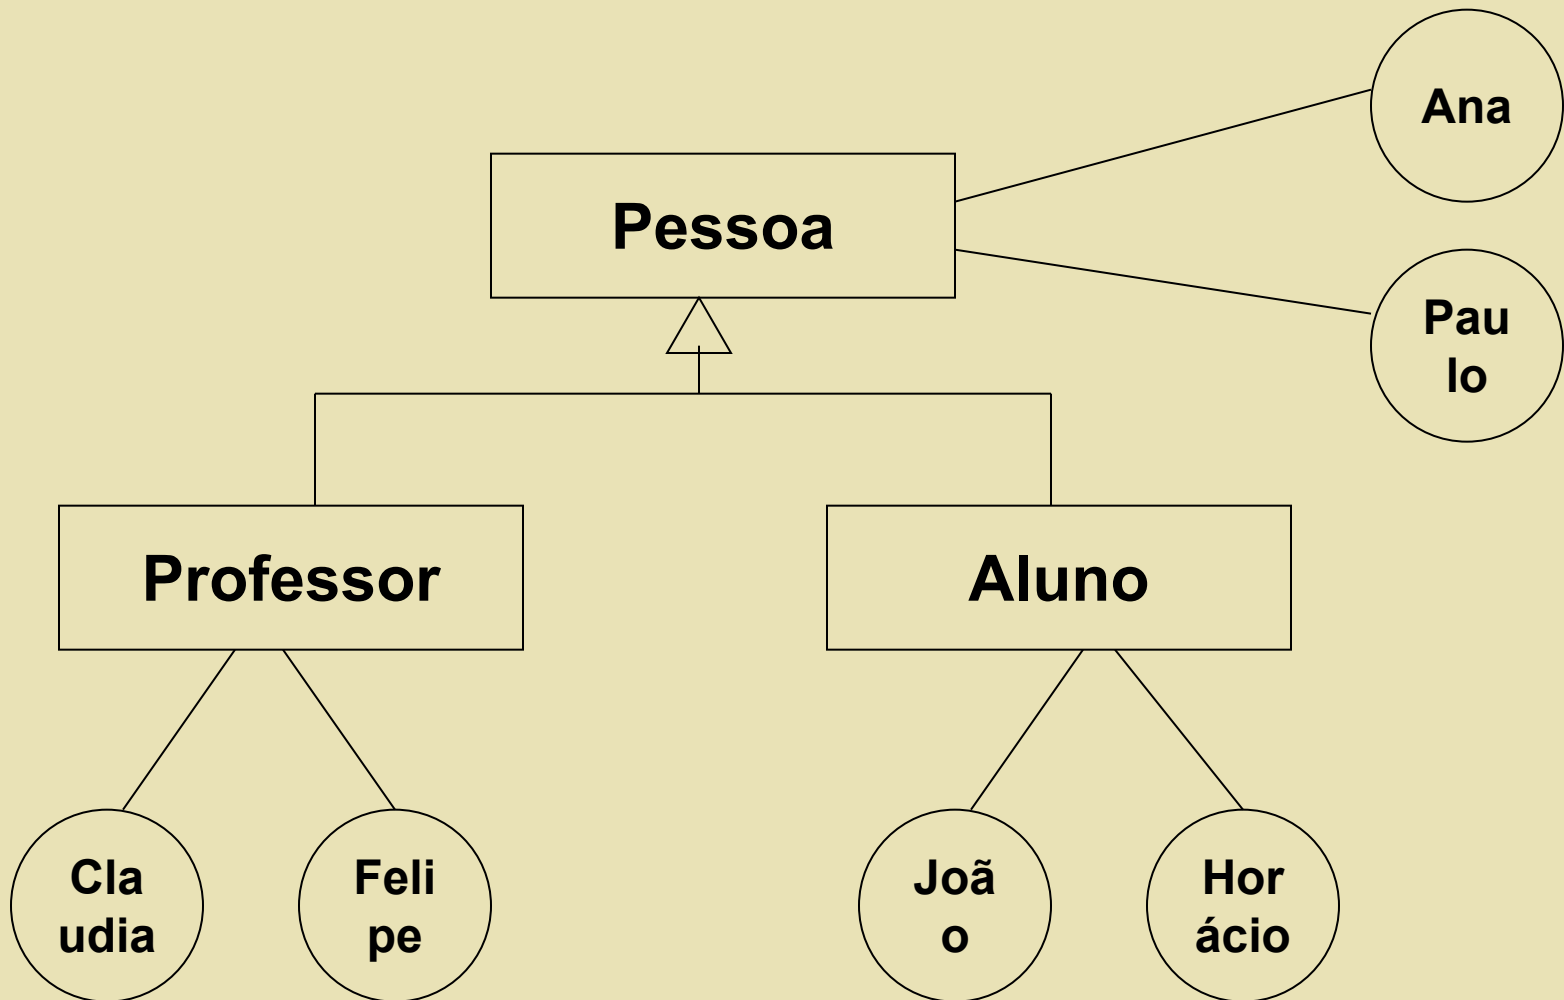 Ana
Pessoa
Pau
lo
Professor
Aluno
Cla
udia
Feli
pe
Joã
o
Hor
ácio